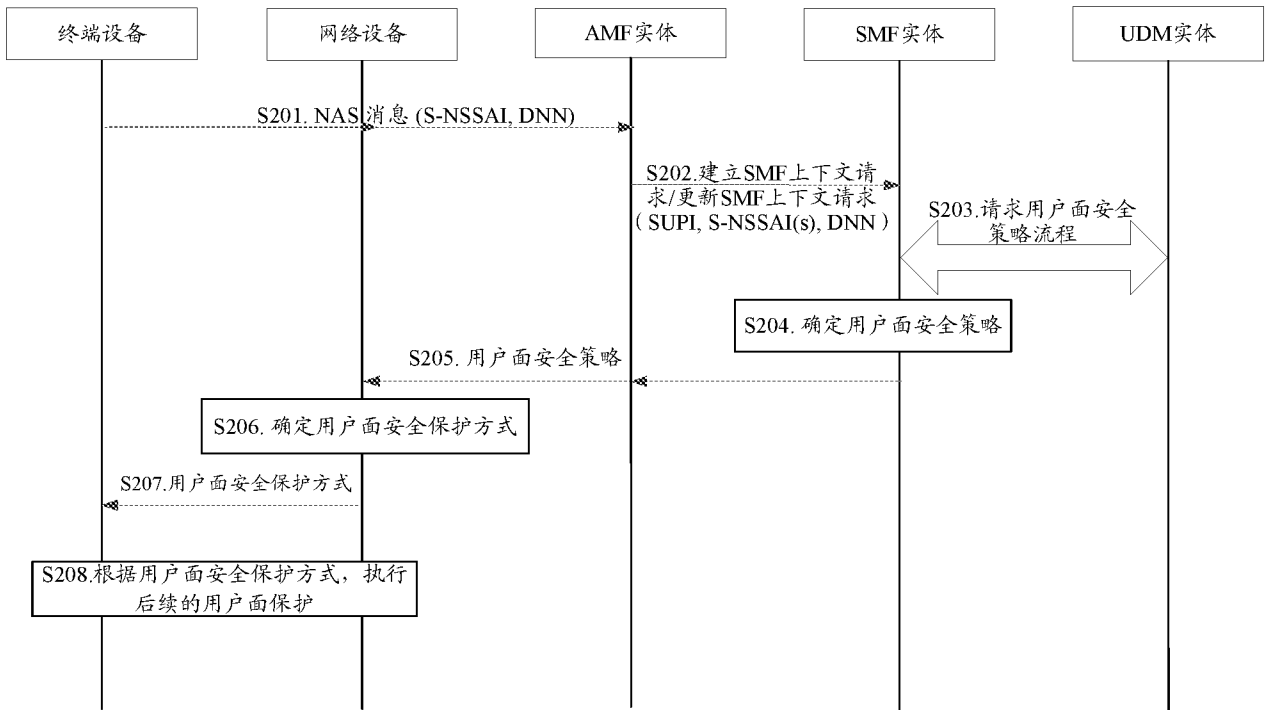 终端设备
网络设备
AMF实体
SMF实体
UDM实体
S201. NAS 消息 (S-NSSAI, DNN)
S202.建立SMF上下文请
求/更新SMF上下文请求
（ SUPI, S-NSSAI(s), DNN ）
S203.请求用户面安全
策略流程
S204. 确定用户面安全策略
S205. 用户面安全策略
S206. 确定用户面安全保护方式
S207.用户面安全保护方式
S208.根据用户面安全保护方式，执行
后续的用户面保护